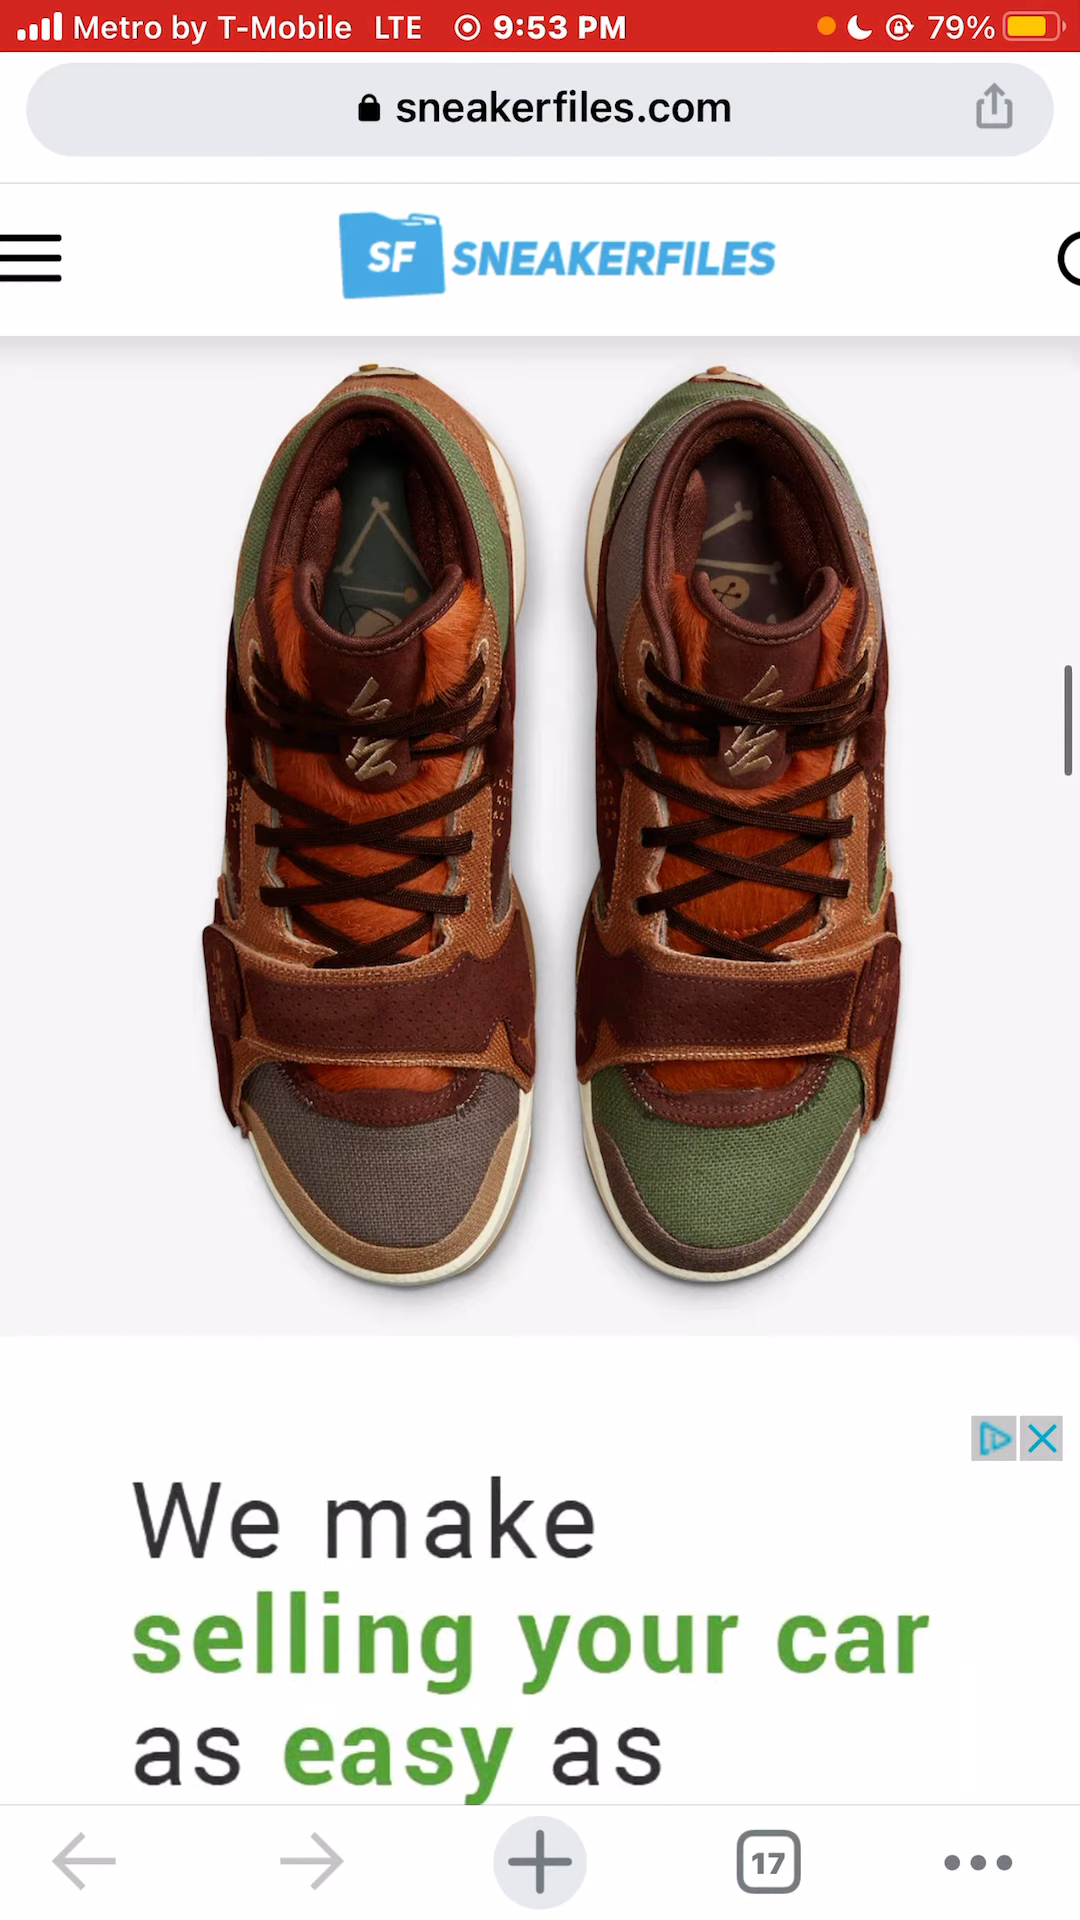 Metro by T-Mobile LTE 9:53 PM 79%
sneakerfiles.com
SF SNEAKERFILES
We make
selling your car
as easy as
17